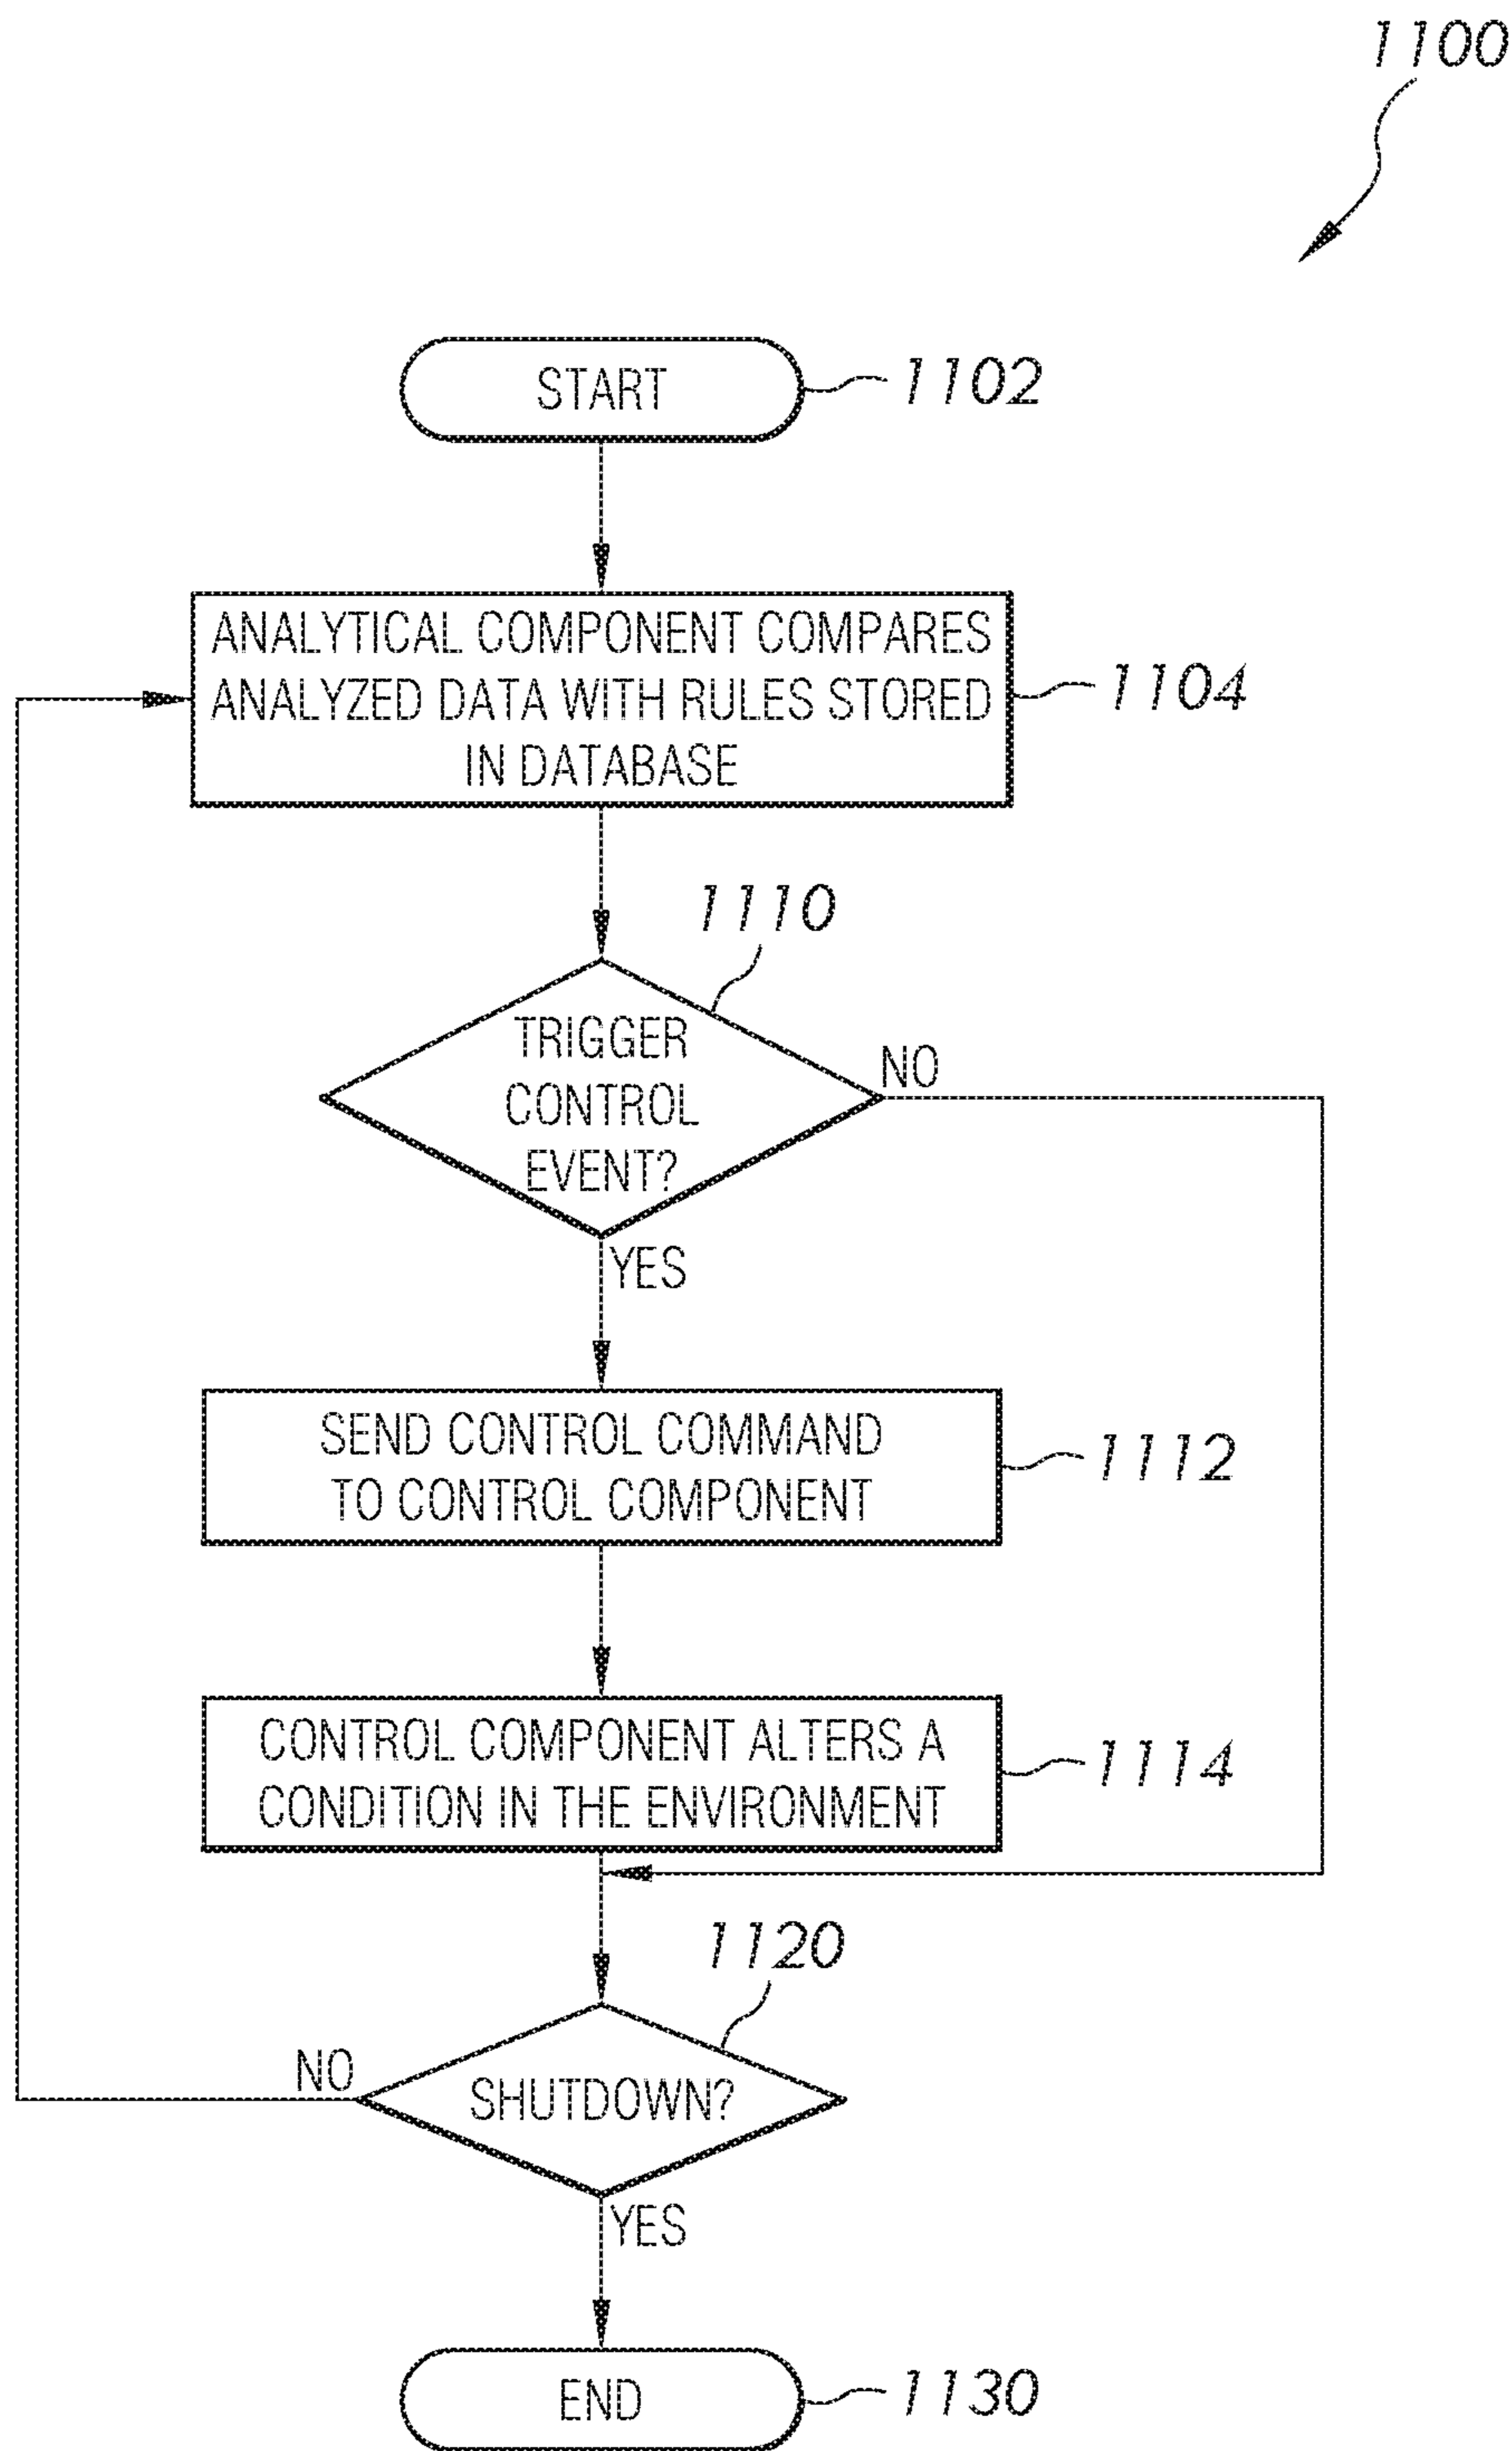 1100
START
1102
ANALYTICAL COMPONENT COMPARES
ANALYZED DATA WITH RULES STORED
IN DATABASE
1104
1110
TRIGGER
CONTROL
EVENT?
NO
YES
SEND CONTROL COMMAND
TO CONTROL COMPONENT
1112
CONTROL COMPONENT ALTERS A
CONDITION IN THE ENVIRONMENT
1114
1120
NO
SHUTDOWN?
YES
END
1130